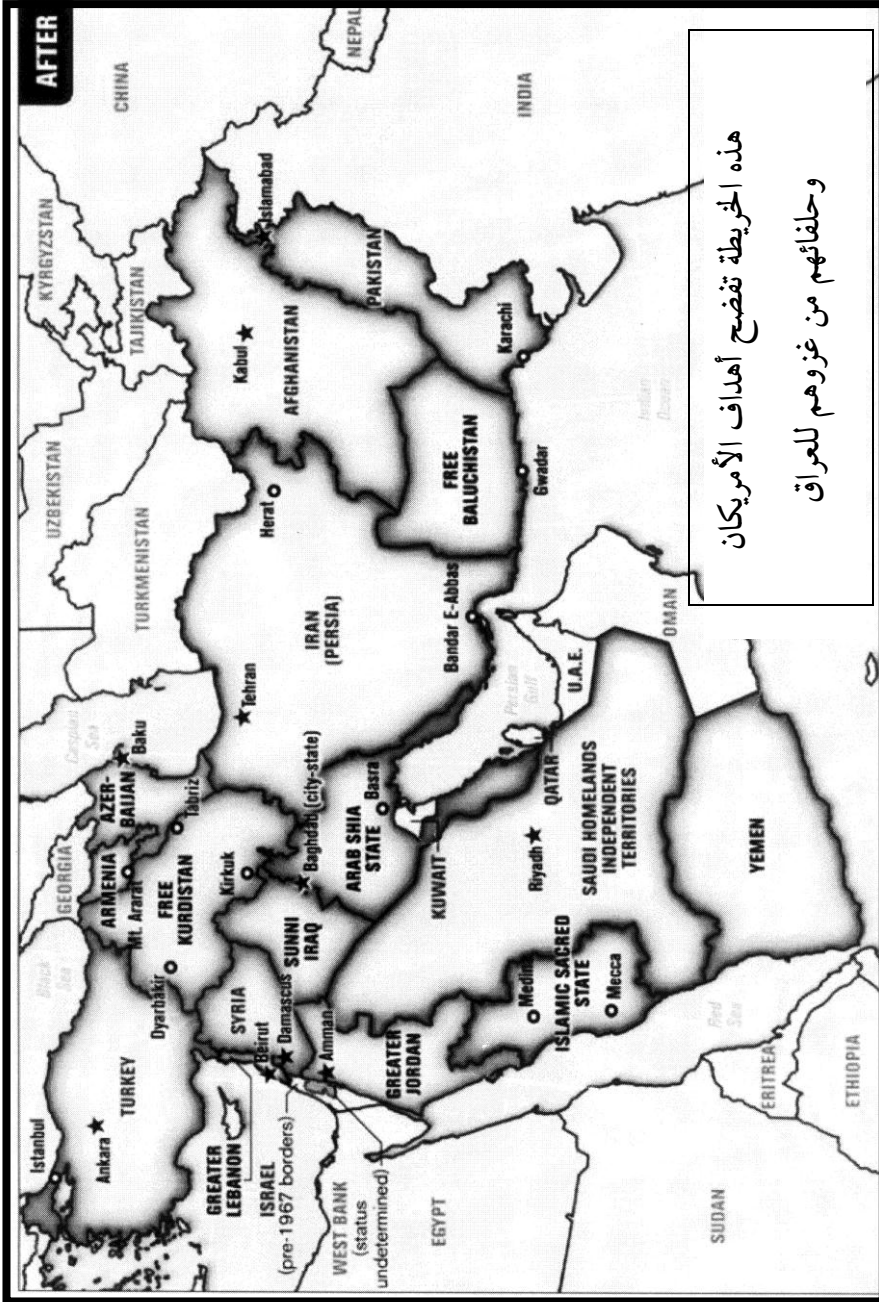 AFTER
CHINA
NEPAL
INDIA
KYRGYZSTAN
TAJIKISTAN
UZBEKISTAN
TURKMENISTAN
Islamabad
PAKISTAN
Kabul
AFGHANISTAN
Karachi
Indian
Ocean
Herat
FREE
BALUCHISTAN
Gwadar
IRAN
(PERSIA)
Tehran
Bandar E-Abbas
Caspian
Sea
Baku
AZER-
BAIJAN
Tabriz
GEORGIA
ARMENIA
Mt. Ararat
FREE
KURDISTAN
Kirkuk
Dyarbakir
Black
Sea
Istanbul
Ankara
TURKEY
Baghdad (city-state)
ARAB SHIA
STATE
Basra
SUNNI
IRAQ
SYRIA
Damascus
Beirut
Amman
GREATER
LEBANON
ISRAEL
(pre-1967 borders)
WEST BANK
(status
undetermined)
GREATER
JORDAN
KUWAIT
Persian
Gulf
QATAR
U.A.E.
OMAN
Riyadh
SAUDI HOMELANDS
INDEPENDENT
TERRITORIES
Medina
ISLAMIC SACRED
STATE
Mecca
YEMEN
Red
Sea
EGYPT
SUDAN
ERITREA
ETHIOPIA
هذه الخريطة تفضح أهداف الأمريكان
وحلفائهم من غزوهم للعراق